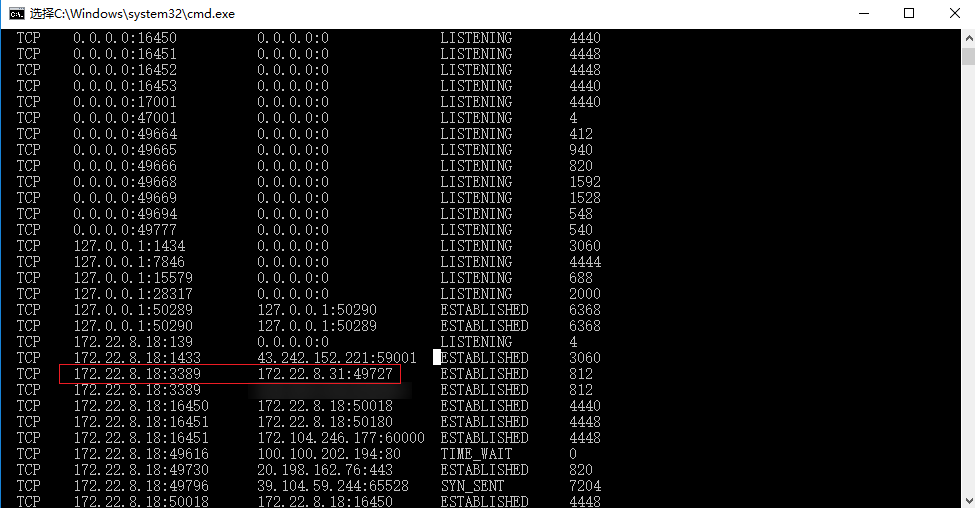 选择C:\Windows\system32\cmd.exe
TCP 0.0.0.0:16450 0.0.0.0:0 LISTENING 4440
TCP 0.0.0.0:16451 0.0.0.0:0 LISTENING 4448
TCP 0.0.0.0:16452 0.0.0.0:0 LISTENING 4448
TCP 0.0.0.0:16453 0.0.0.0:0 LISTENING 4440
TCP 0.0.0.0:17001 0.0.0.0:0 LISTENING 4440
TCP 0.0.0.0:47001 0.0.0.0:0 LISTENING 4
TCP 0.0.0.0:49664 0.0.0.0:0 LISTENING 412
TCP 0.0.0.0:49665 0.0.0.0:0 LISTENING 940
TCP 0.0.0.0:49666 0.0.0.0:0 LISTENING 820
TCP 0.0.0.0:49668 0.0.0.0:0 LISTENING 1592
TCP 0.0.0.0:49669 0.0.0.0:0 LISTENING 1528
TCP 0.0.0.0:49694 0.0.0.0:0 LISTENING 548
TCP 0.0.0.0:49777 0.0.0.0:0 LISTENING 540
TCP 127.0.0.1:1434 0.0.0.0:0 LISTENING 3060
TCP 127.0.0.1:7846 0.0.0.0:0 LISTENING 4444
TCP 127.0.0.1:15579 0.0.0.0:0 LISTENING 688
TCP 127.0.0.1:28317 0.0.0.0:0 LISTENING 2000
TCP 127.0.0.1:50289 127.0.0.1:50290 ESTABLISHED 6368
TCP 127.0.0.1:50290 127.0.0.1:50289 ESTABLISHED 6368
TCP 172.22.8.18:139 0.0.0.0:0 LISTENING 4
TCP 172.22.8.18:1433 43.242.152.221:59001 ESTABLISHED 3060
TCP 172.22.8.18:3389 172.22.8.31:49727 ESTABLISHED 812
TCP 172.22.8.18:3389 ESTABLISHED 812
TCP 172.22.8.18:16450 172.22.8.18:50018 ESTABLISHED 4440
TCP 172.22.8.18:16451 172.22.8.18:50180 ESTABLISHED 4448
TCP 172.22.8.18:16451 172.104.246.177:60000 ESTABLISHED 4448
TCP 172.22.8.18:49616 100.100.202.194:80 TIME_WAIT 0
TCP 172.22.8.18:49730 20.198.162.76:443 ESTABLISHED 820
TCP 172.22.8.18:49796 39.104.59.244:65528 SYN_SENT 7204
TCP 172.22.8.18:50018 172.22.8.18:16450 ESTABLISHED 4448